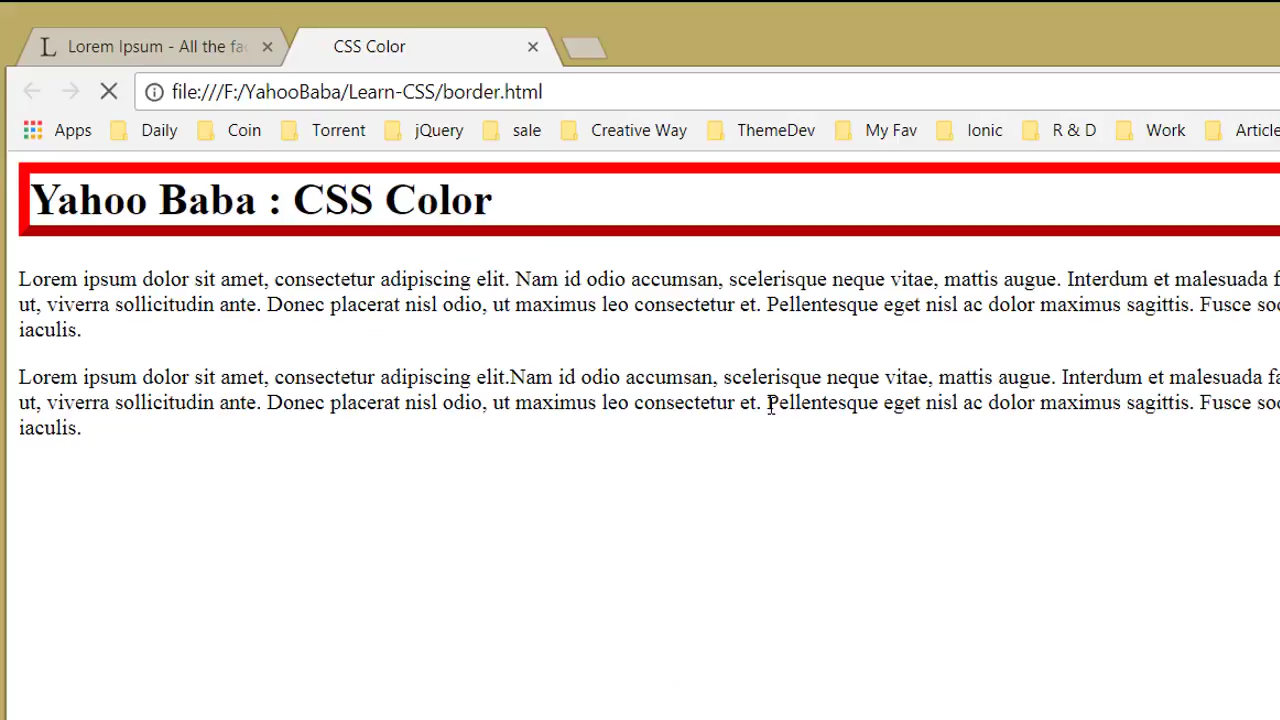 L Lorem Ipsum - All the fa
CSS Color
file:///F:/YahooBaba/Learn-CSS/border.html
Apps Daily Coin Torrent jQuery sale Creative Way ThemeDev My Fav Ionic R & D Work Article
Yahoo Baba : CSS Color
Lorem ipsum dolor sit amet, consectetur adipiscing elit. Nam id odio accumsan, scelerisque neque vitae, mattis augue. Interdum et malesuada f
ut, viverra sollicitudin ante. Donec placerat nisl odio, ut maximus leo consectetur et. Pellentesque eget nisl ac dolor maximus sagittis. Fusce soc
iaculis.
Lorem ipsum dolor sit amet, consectetur adipiscing elit.Nam id odio accumsan, scelerisque neque vitae, mattis augue. Interdum et malesuada fa
ut, viverra sollicitudin ante. Donec placerat nisl odio, ut maximus leo consectetur et. Pellentesque eget nisl ac dolor maximus sagittis. Fusce soc
iaculis.